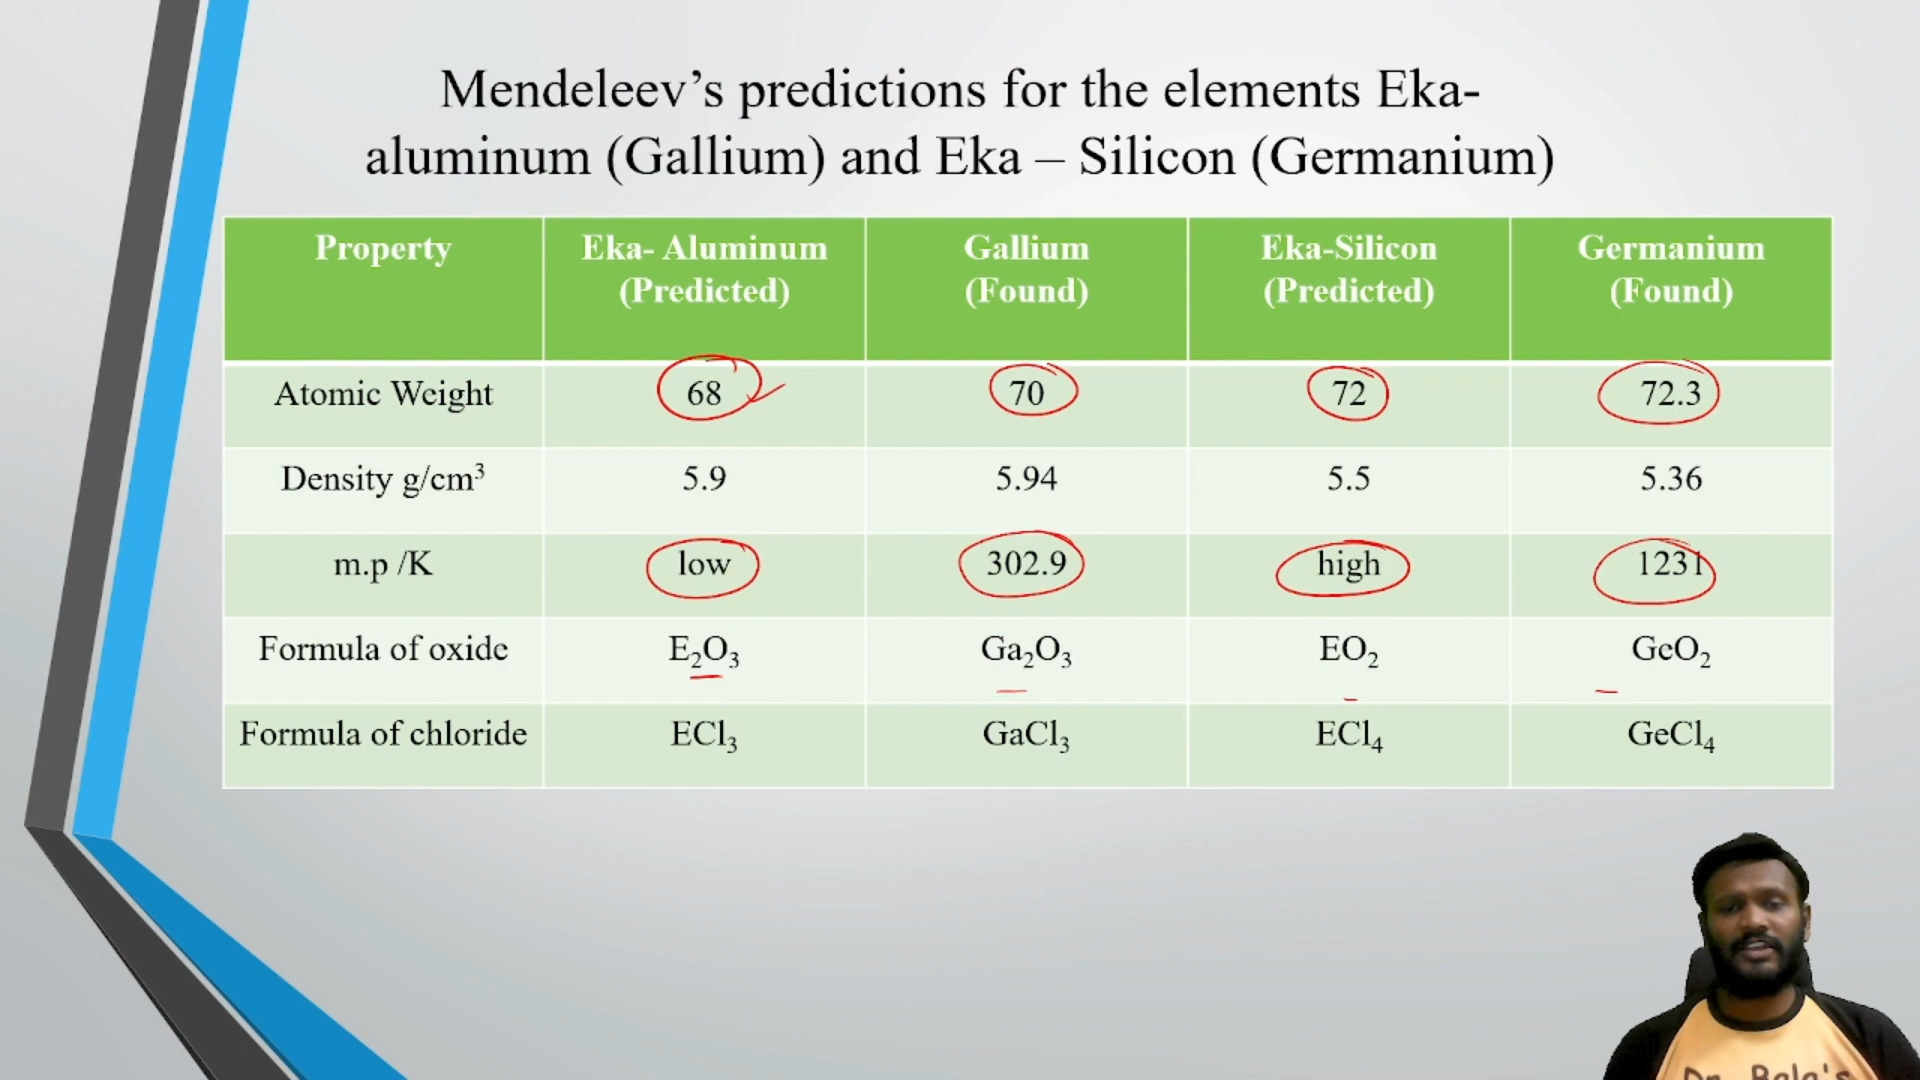 Mendeleev’s predictions for the elements Eka-
aluminum (Gallium) and Eka – Silicon (Germanium)
Property Eka- Aluminum (Predicted) Gallium (Found) Eka-Silicon (Predicted) Germanium (Found)
Atomic Weight 68 70 72 72.3
Density g/cm³ 5.9 5.94 5.5 5.36
m.p /K low 302.9 high 1231
Formula of oxide E₂O₃ Ga₂O₃ EO₂ GeO₂
Formula of chloride ECl₃ GaCl₃ ECl₄ GeCl₄
Dr. Bala's